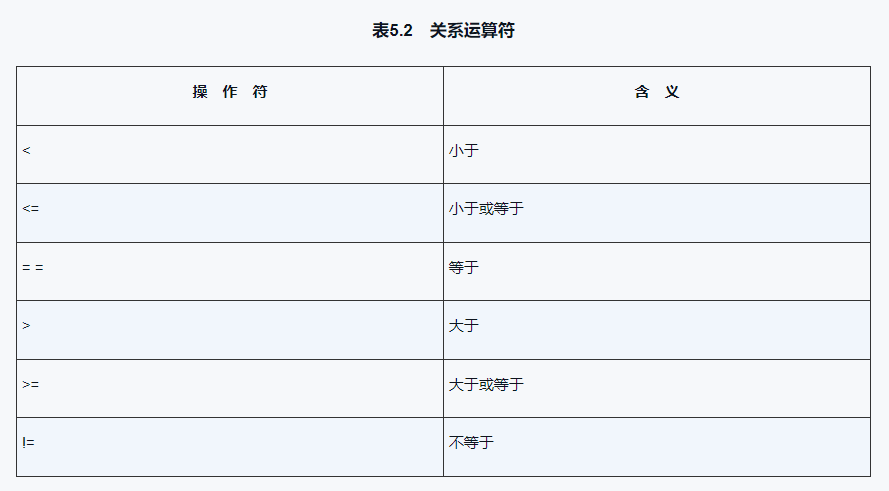 表5.2 关系运算符
操 作 符 含 义
< 小于
<= 小于或等于
= = 等于
> 大于
>= 大于或等于
!= 不等于